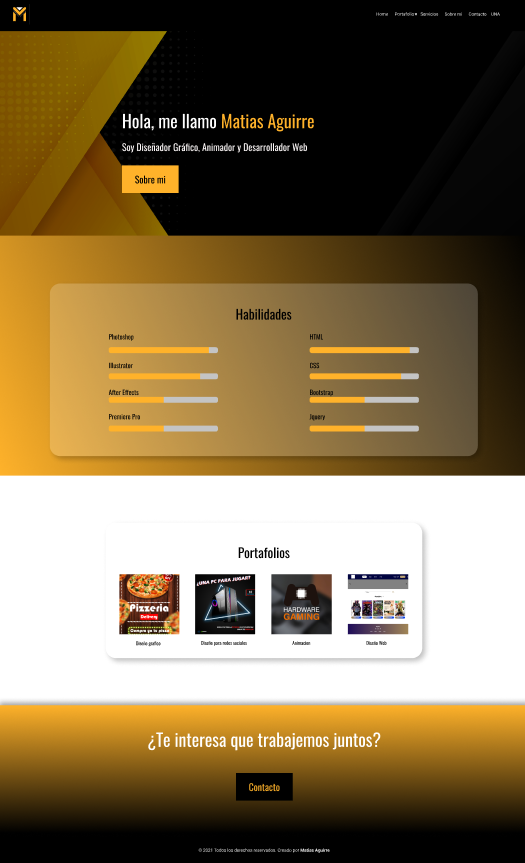 Home Portafolio Servicios Sobre mi Contacto UNA
Hola, me llamo Matias Aguirre
Soy Diseñador Gráfico, Animador y Desarrollador Web
Sobre mi
Habilidades
Photoshop
HTML
Illustrator
CSS
After Effects
Bootstrap
Premiere Pro
Jquery
Portafolios
Pizzeria
Delivery
Compra ya tu pizza
¿UNA PC PARA JUGAR?
HARDWARE
GAMING
Diseño grafico
Diseño para redes sociales
Animacion
Diseño Web
¿Te interesa que trabajemos juntos?
Contacto
© 2021 Todos los derechos reservados. Creado por Matias Aguirre